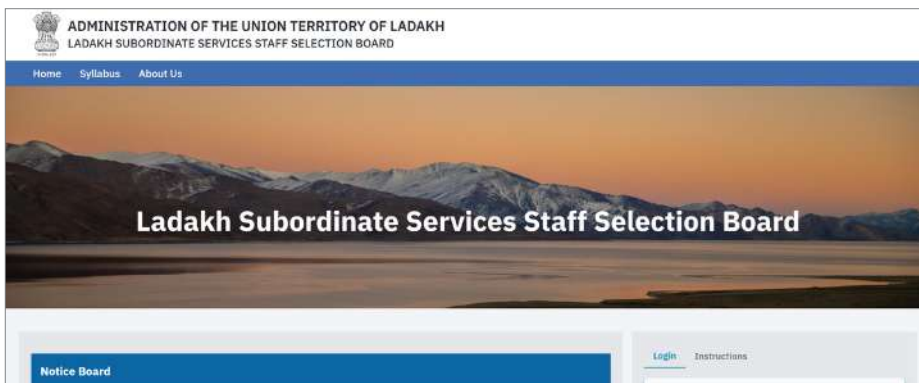 ADMINISTRATION OF THE UNION TERRITORY OF LADAKH
LADAKH SUBORDINATE SERVICES STAFF SELECTION BOARD
Home Syllabus About Us
Ladakh Subordinate Services Staff Selection Board
Notice Board
Login Instructions